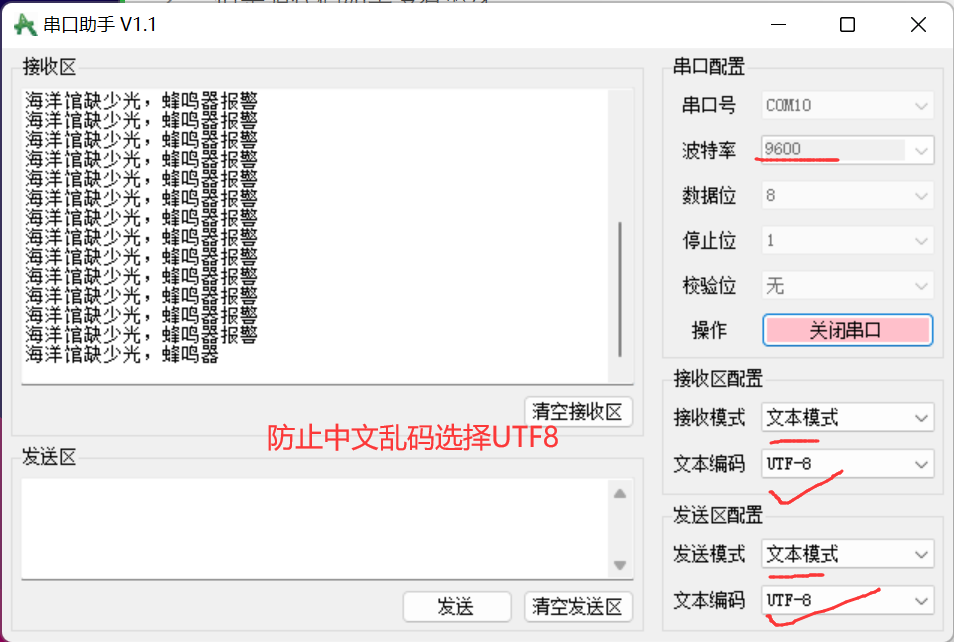 串口助手 V1.1
接收区
海洋馆缺少光，蜂鸣器报警
海洋馆缺少光，蜂鸣器报警
海洋馆缺少光，蜂鸣器报警
海洋馆缺少光，蜂鸣器报警
海洋馆缺少光，蜂鸣器报警
海洋馆缺少光，蜂鸣器报警
海洋馆缺少光，蜂鸣器报警
海洋馆缺少光，蜂鸣器报警
海洋馆缺少光，蜂鸣器报警
海洋馆缺少光，蜂鸣器报警
海洋馆缺少光，蜂鸣器报警
海洋馆缺少光，蜂鸣器报警
海洋馆缺少光，蜂鸣器报警
海洋馆缺少光，蜂鸣器
清空接收区
防止中文乱码选择UTF8
发送区
发送
清空发送区
串口配置
串口号 COM10
波特率 9600
数据位 8
停止位 1
校验位 无
操作 关闭串口
接收区配置
接收模式 文本模式
文本编码 UTF-8
发送区配置
发送模式 文本模式
文本编码 UTF-8